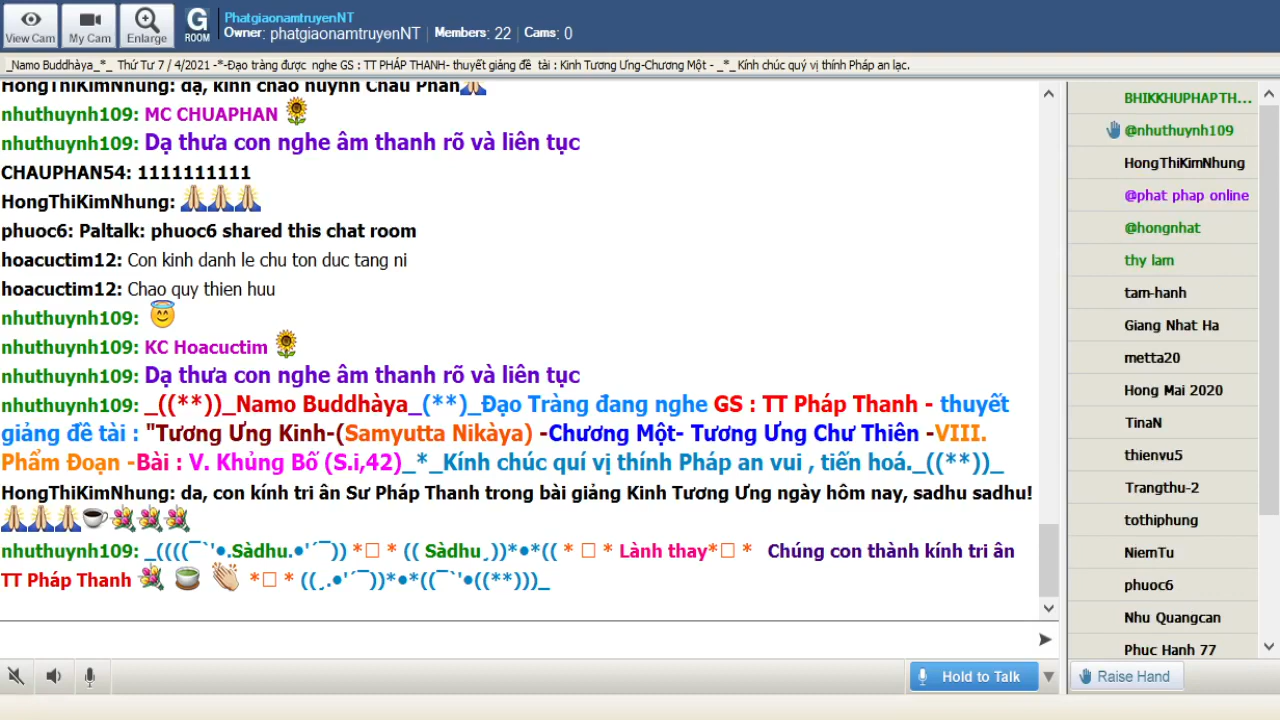 View Cam
My Cam
Enlarge
G
ROOM
PhatgiaonamtruyenNT
Owner: phatgiaonamtruyenNT | Members: 22 | Cams: 0
_Namo Buddhàya_*_ Thứ Tư 7 / 4/2021 -*-Đạo tràng được nghe GS : TT PHÁP THANH- thuyết giảng đề tài : Kinh Tương Ưng-Chương Một - _*_ Kính chúc quý vị thính Pháp an lạc.
HongThiKimNhung: dạ, kính chào huynh Châu Phan
nhuthuynh109: MC CHUAPHAN
nhuthuynh109: Dạ thưa con nghe âm thanh rõ và liên tục
CHAUPHAN54: 1111111111
HongThiKimNhung:
phuoc6: Paltalk: phuoc6 shared this chat room
hoacuctim12: Con kinh danh le chu ton duc tang ni
hoacuctim12: Chao quy thien huu
nhuthuynh109:
nhuthuynh109: KC Hoacuctim
nhuthuynh109: Dạ thưa con nghe âm thanh rõ và liên tục
nhuthuynh109: _((**))_Namo Buddhàya_(**)_Đạo Tràng đang nghe GS : TT Pháp Thanh - thuyết
giảng đề tài : "Tương Ưng Kinh-(Samyutta Nikàya) -Chương Một- Tương Ưng Chư Thiên -VIII.
Phẩm Đoạn -Bài : V. Khủng Bố (S.i,42)_*_Kính chúc quí vị thính Pháp an vui , tiến hoá._((**))_
HongThiKimNhung: da, con kính tri ân Sư Pháp Thanh trong bài giảng Kinh Tương Ưng ngày hôm nay, sadhu sadhu!
nhuthuynh109: _((((¯`'•.Sàdhu.•'´¯)) *□ * (( Sàdhu¸))*•*(( * □ * Lành thay*□ * Chúng con thành kính tri ân
TT Pháp Thanh *□ * ((¸.•'´¯))*•*((¯`'•((**)))_
Hold to Talk
BHIKKHUPHAPTH...
@nhuthuynh109
HongThiKimNhung
@phat phap online
@hongnhat
thy lam
tam-hanh
Giang Nhat Ha
metta20
Hong Mai 2020
TinaN
thienvu5
Trangthu-2
tothiphung
NiemTu
phuoc6
Nhu Quangcan
Phuc Hanh 77
Raise Hand